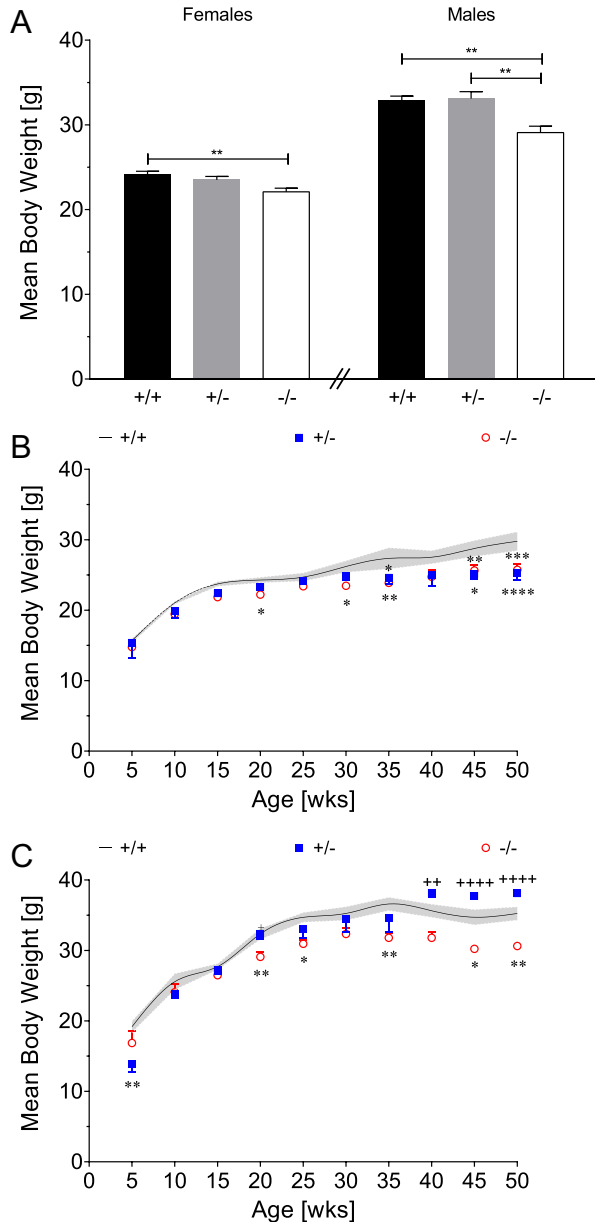 A
Females Males
Mean Body Weight [g]
40
30
20
10
0
**
**
**
+/+ +/- -/- // +/+ +/- -/-
B
+/+ +/- -/-
Mean Body Weight [g]
40
30
20
10
0
* ** ***
* * ** * ****
0 5 10 15 20 25 30 35 40 45 50
Age [wks]
C
+/+ +/- -/-
Mean Body Weight [g]
40
30
20
10
0
++ ++++ ++++
+
** * ** * **
**
0 5 10 15 20 25 30 35 40 45 50
Age [wks]